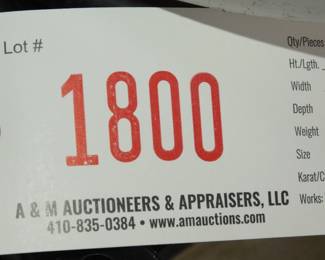 Lot #
1800
A & M AUCTIONEERS & APPRAISERS, LLC
410-835-0384 • www.amauctions.com
Qty/Pieces
Ht./Lgth. _
Width
Depth
Weight
Size
Karat/C
Works: